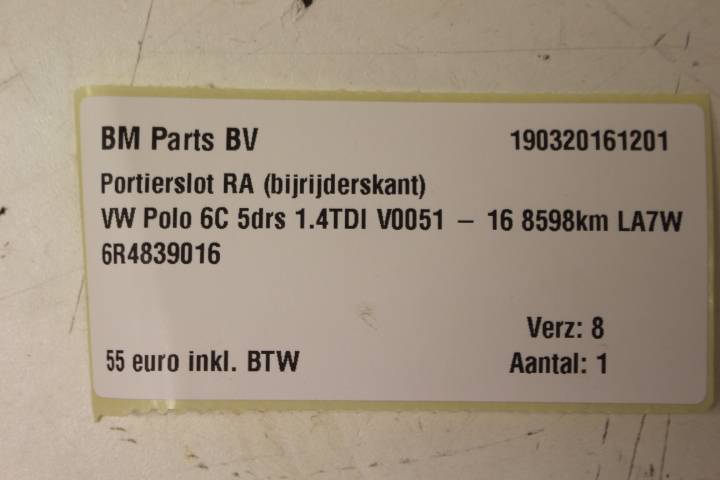 BM Parts BV 190320161201
Portierslot RA (bijrijderskant)
VW Polo 6C 5drs 1.4TDI V0051 – 16 8598km LA7W
6R4839016
Verz: 8
55 euro inkl. BTW Aantal: 1